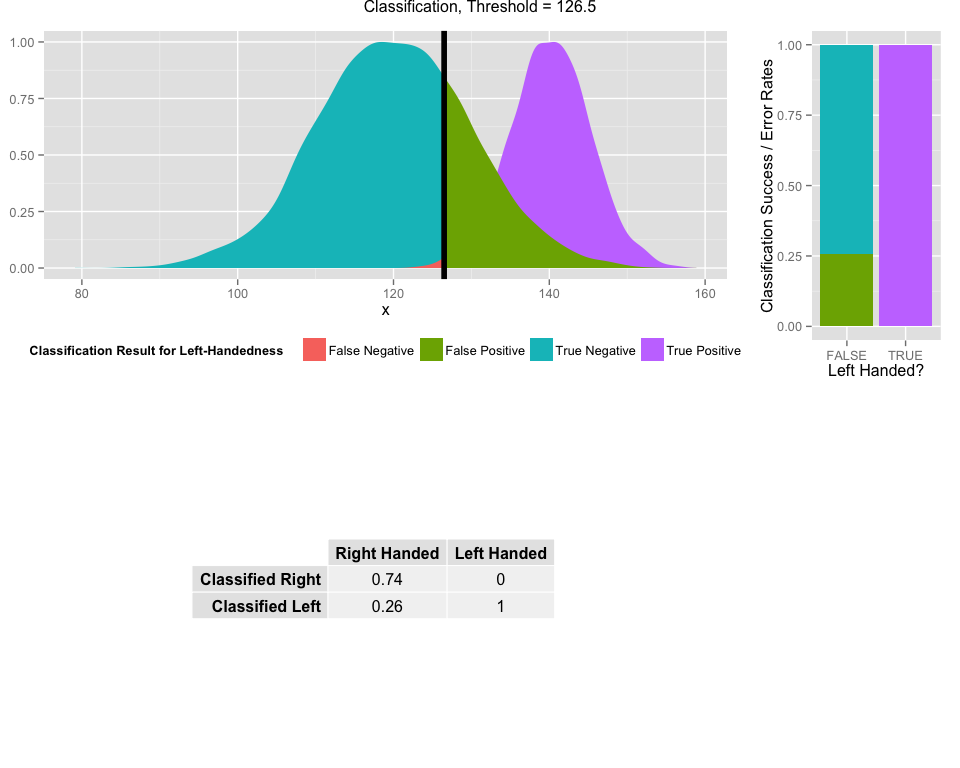 Classification, Threshold = 126.5
1.00
0.75
0.50
0.25
0.00
80 100 120 140 160
x
Classification Result for Left-Handedness False Negative False Positive True Negative True Positive
Classification Success / Error Rates
1.00
0.75
0.50
0.25
0.00
FALSE TRUE
Left Handed?
Right Handed Left Handed
Classified Right 0.74 0
Classified Left 0.26 1